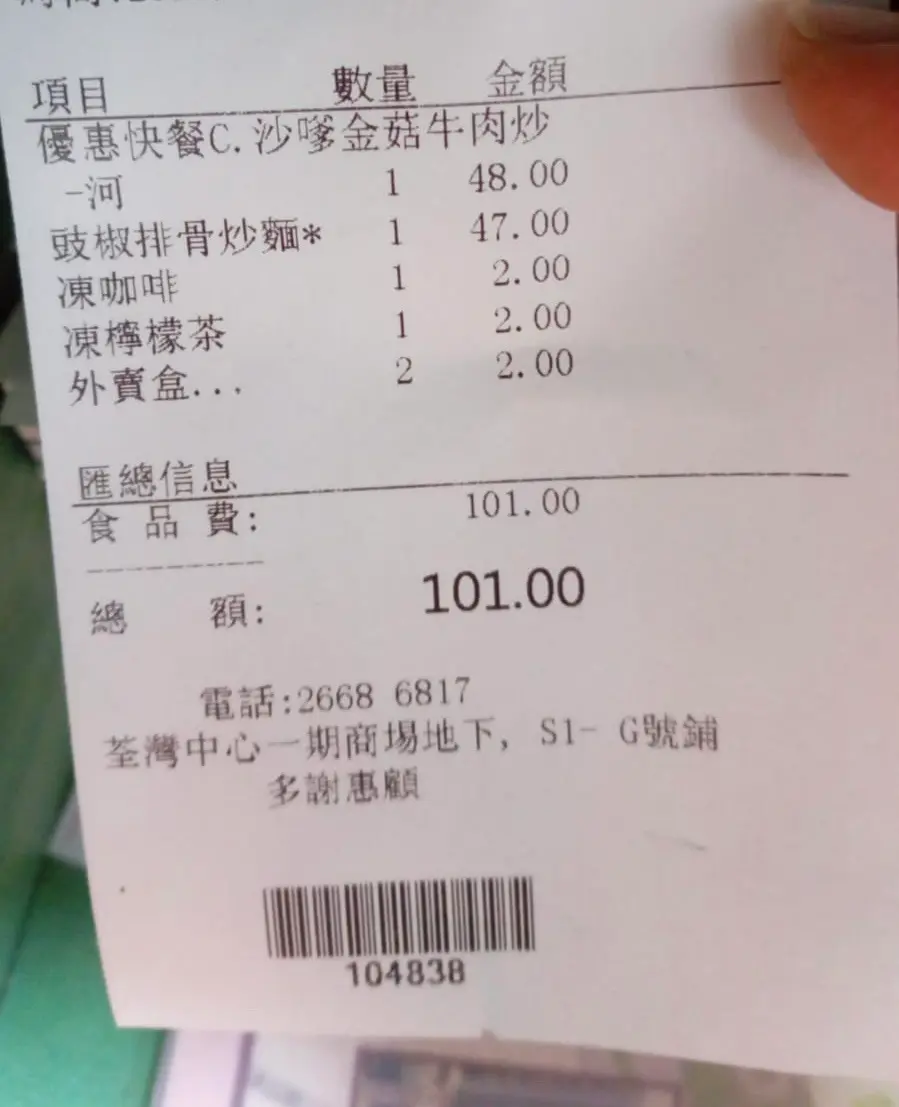 項目 數量 金額
優惠快餐C.沙嗲金菇牛肉炒
-河 1 48.00
豉椒排骨炒麵* 1 47.00
凍咖啡 1 2.00
凍檸檬茶 1 2.00
外賣盒... 2 2.00
匯總信息
食 品 費: 101.00
總 額: 101.00
電話:2668 6817
荃灣中心一期商場地下, S1- G號鋪
多謝惠顧
104838